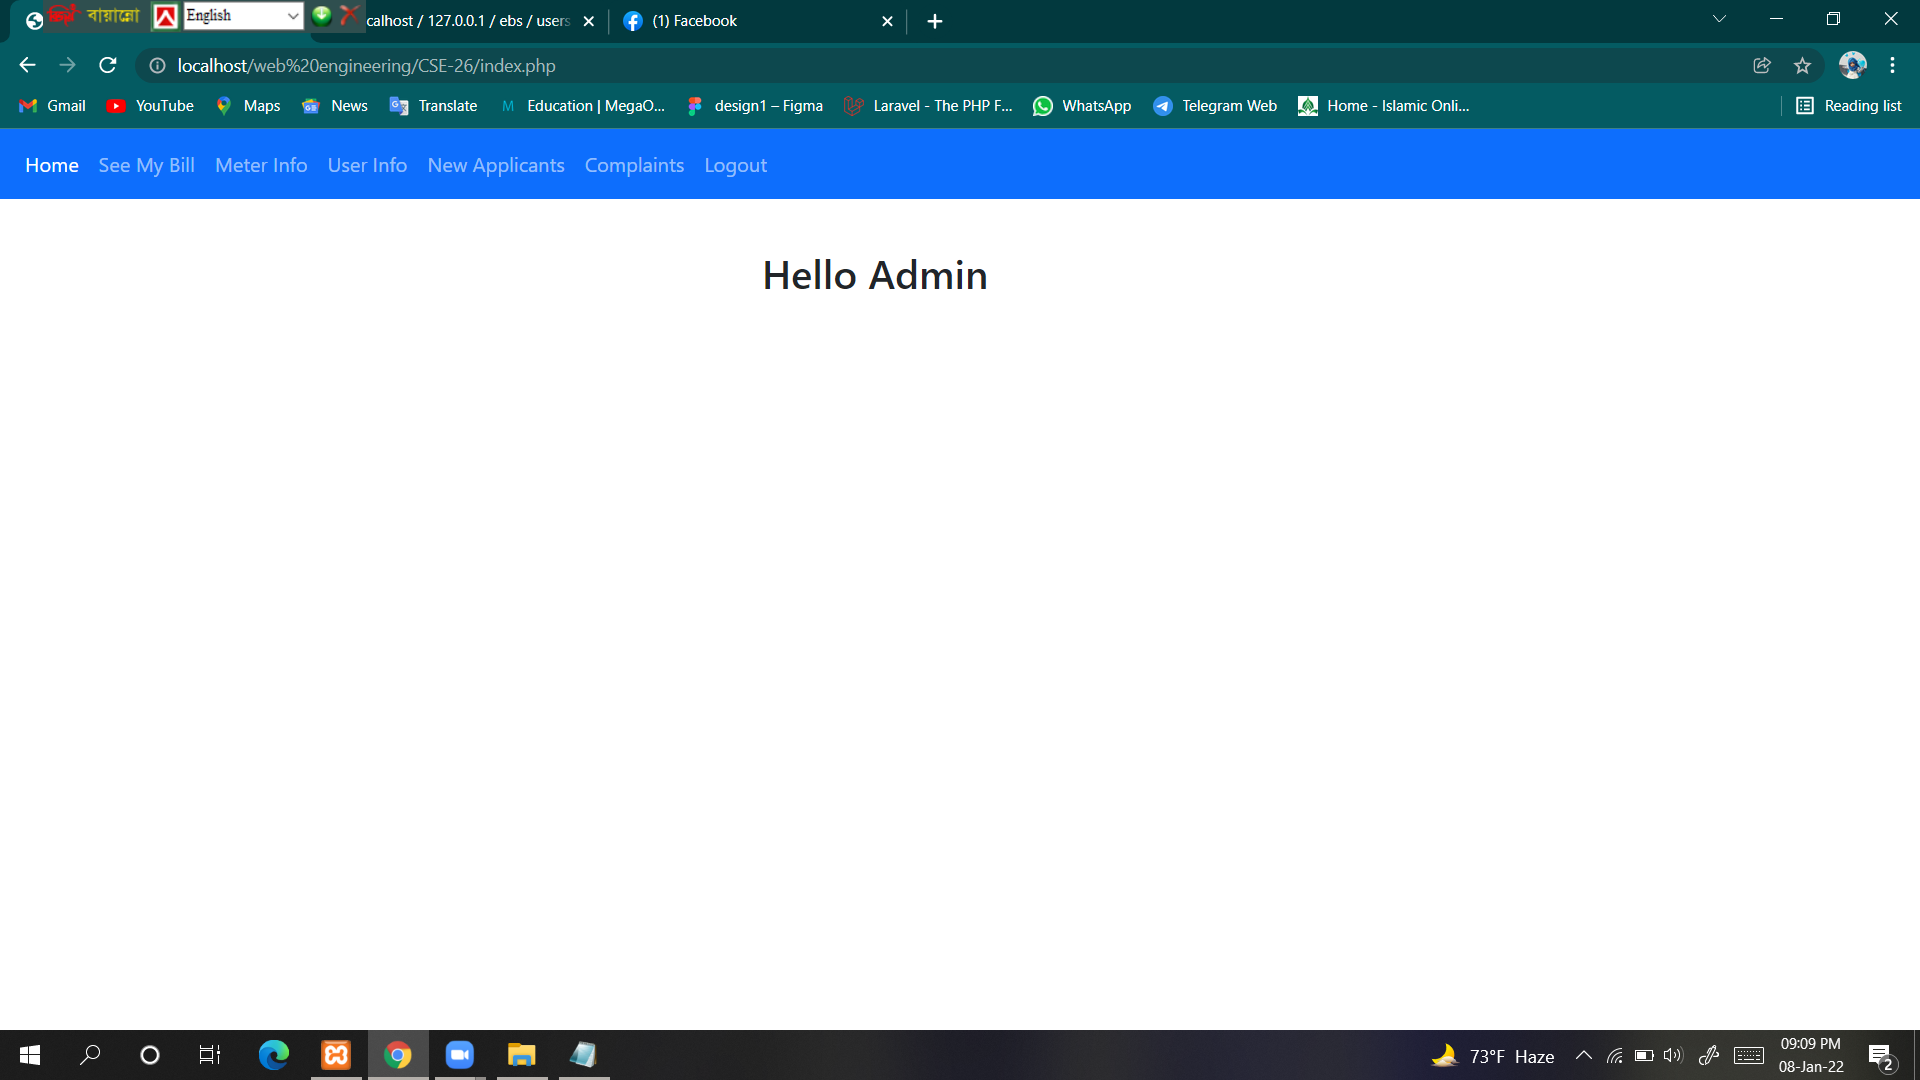 বায়ান্নো English calhost / 127.0.0.1 / ebs / users (1) Facebook
localhost/web%20engineering/CSE-26/index.php
Gmail YouTube Maps News Translate M Education | MegaO... design1 – Figma Laravel - The PHP F... WhatsApp Telegram Web Home - Islamic Onli... Reading list
Home See My Bill Meter Info User Info New Applicants Complaints Logout
Hello Admin
73°F Haze 09:09 PM
08-Jan-22 2